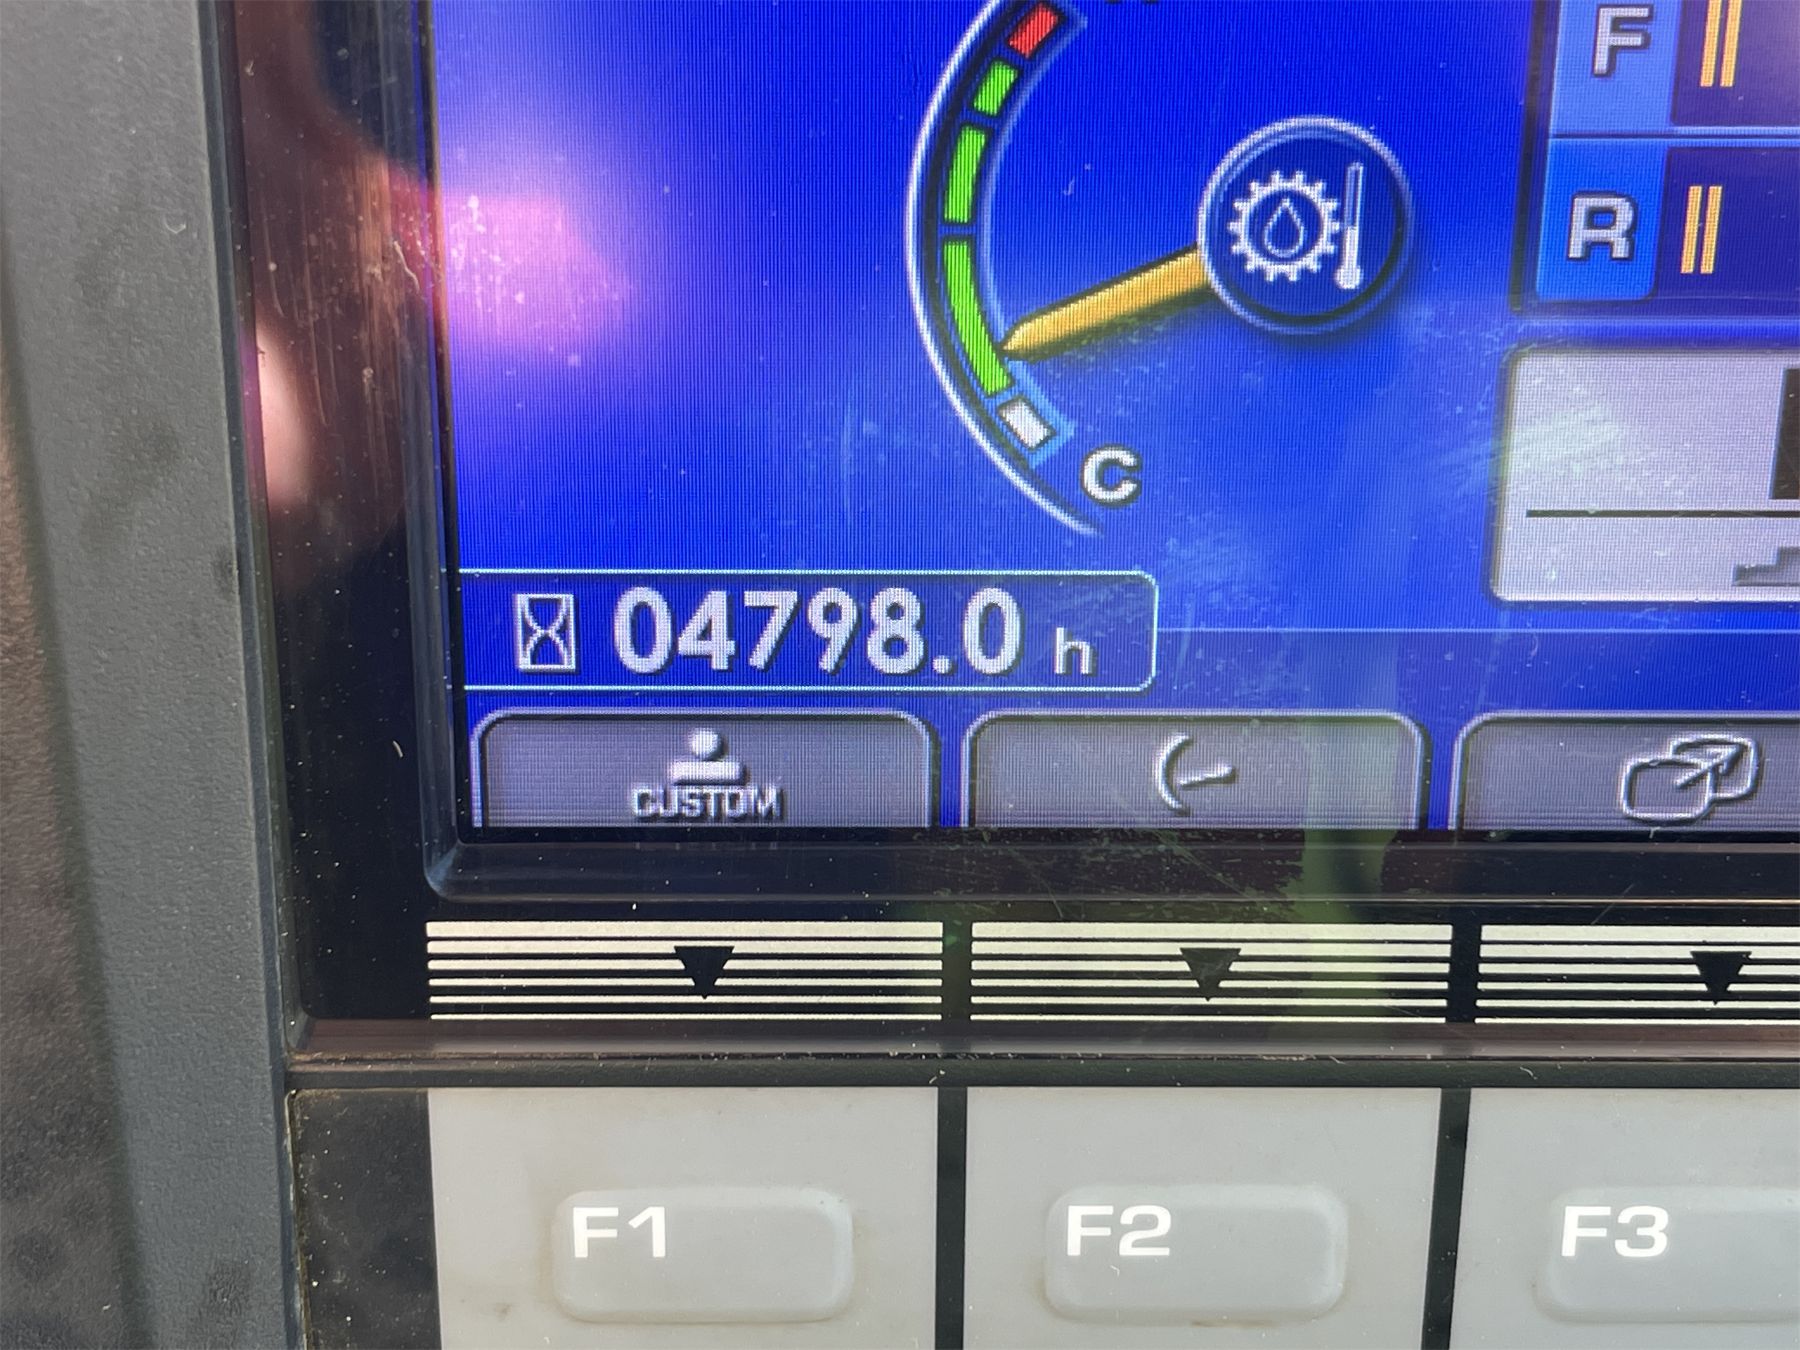 F
R
C
04798.0 h
CUSTOM
F1 F2 F3